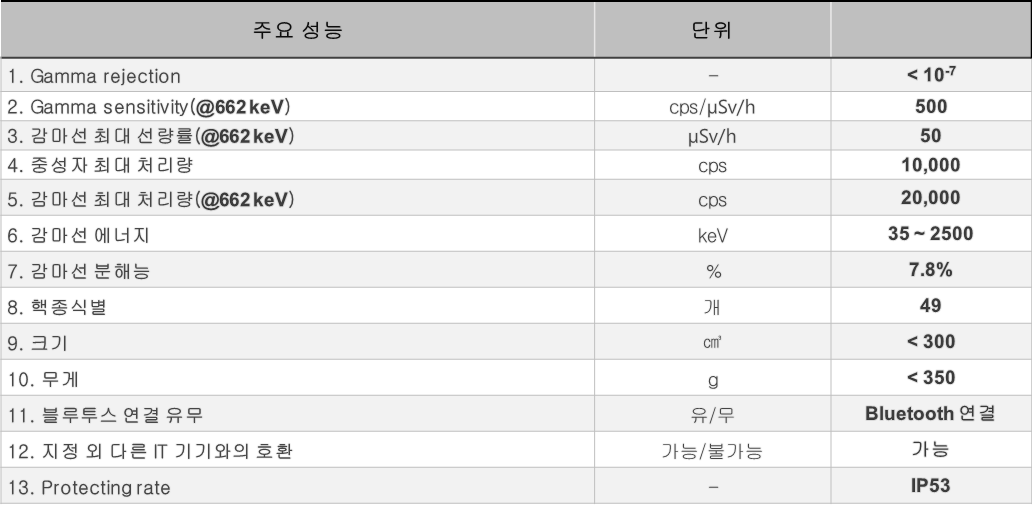 주요 성능 단위
1. Gamma rejection – < 10⁻⁷
2. Gamma sensitivity(@662keV) cps/μSv/h 500
3. 감마선 최대 선량률(@662keV) μSv/h 50
4. 중성자 최대 처리량 cps 10,000
5. 감마선 최대 처리량(@662keV) cps 20,000
6. 감마선 에너지 keV 35 ~ 2500
7. 감마선 분해능 % 7.8%
8. 핵종식별 개 49
9. 크기 ㎤ < 300
10. 무게 g < 350
11. 블루투스 연결 유무 유/무 Bluetooth 연결
12. 지정 외 다른 IT 기기와의 호환 가능/불가능 가능
13. Protecting rate – IP53